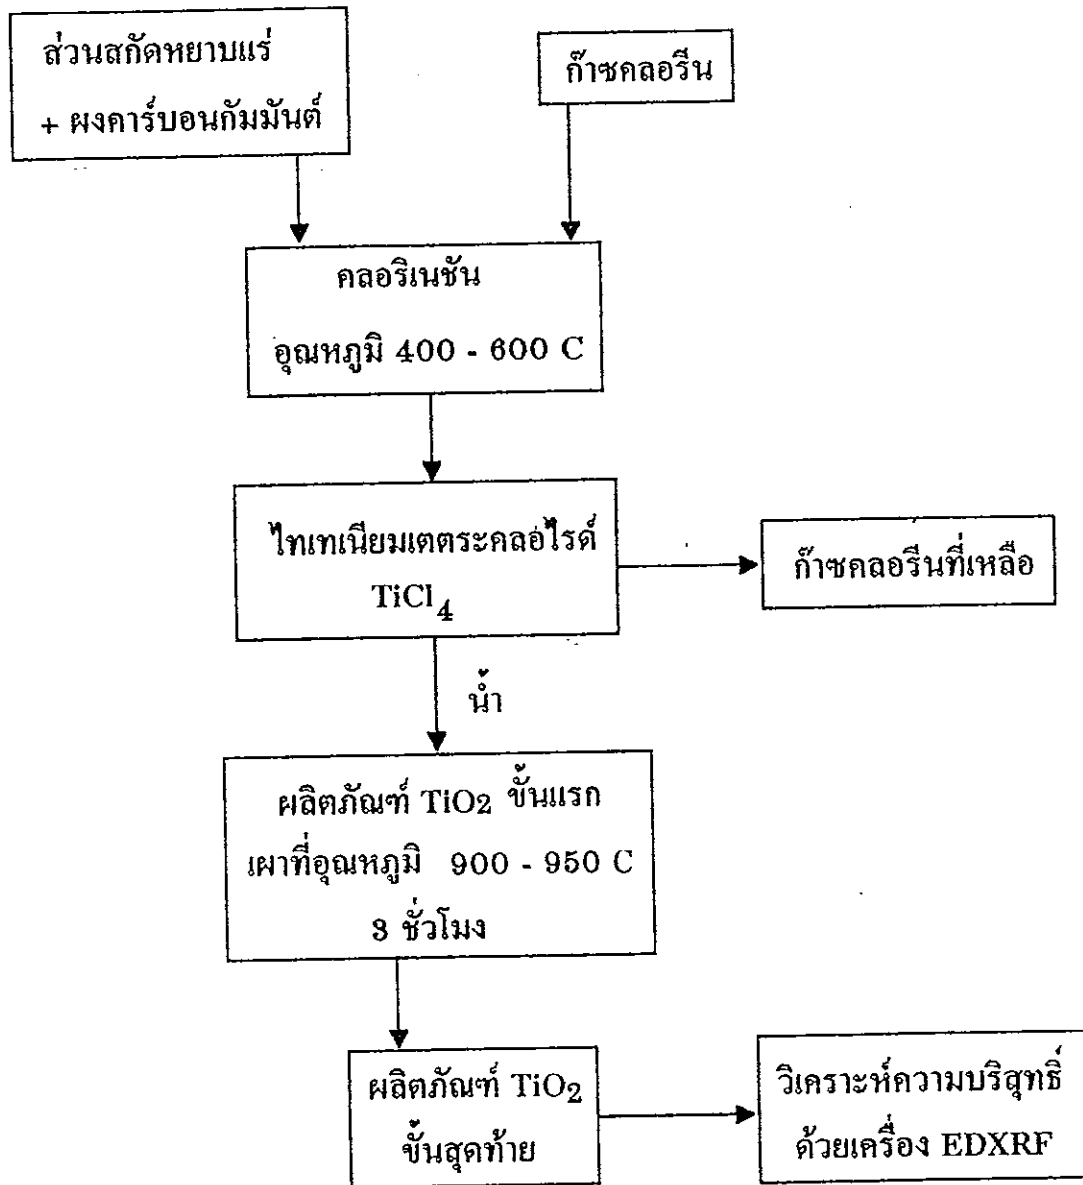 ส่วนสกัดหยาบแร่
+ ผงคาร์บอนกัมมันต์
ก๊าซคลอรีน
คลอริเนชัน
อุณหภูมิ 400 - 600 C
ไทเทเนียมเตตระคลอไรด์
TiCl4
ก๊าซคลอรีนที่เหลือ
น้ำ
ผลิตภัณฑ์ TiO2 ขั้นแรก
เผาที่อุณหภูมิ 900 - 950 C
3 ชั่วโมง
ผลิตภัณฑ์ TiO2
ขั้นสุดท้าย
วิเคราะห์ความบริสุทธิ์
ด้วยเครื่อง EDXRF